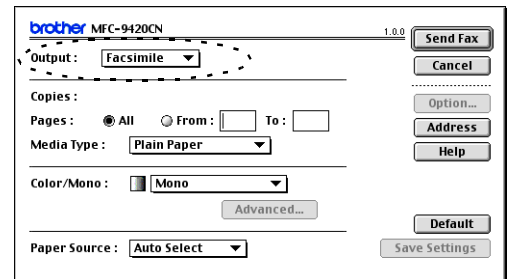 brother MFC-9420CN
1.0.0
Send Fax
Output : Facsimile
Cancel
Copies :
Option...
Pages : All From : To :
Address
Media Type : Plain Paper
Help
Color/Mono : Mono
Advanced...
Default
Paper Source : Auto Select
Save Settings